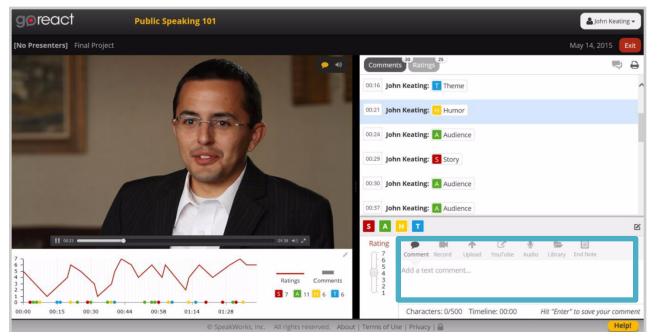 goreact
Public Speaking 101
John Keating
[No Presenters] Final Project
May 14, 2015 Exit
Comments 30 Ratings 25
00:16 John Keating: T Theme
00:21 John Keating: H Humor
00:24 John Keating: A Audience
00:29 John Keating: S Story
00:30 John Keating: A Audience
00:37 John Keating: A Audience
00:21
S A H T
Rating
7
6
5
4
3
2
1
Comment Record Upload YouTube Audio Library End Note
Add a text comment...
Characters: 0/500 Timeline: 00:00 Hit "Enter" to save your comment
7
6
5
4
3
2
1
0
00:00 00:15 00:30 00:44 00:58 01:14 01:28
Ratings Comments
S 7 A 11 H 6 T 6
© SpeakWorks, Inc. All rights reserved. About | Terms of Use | Privacy |
Help!